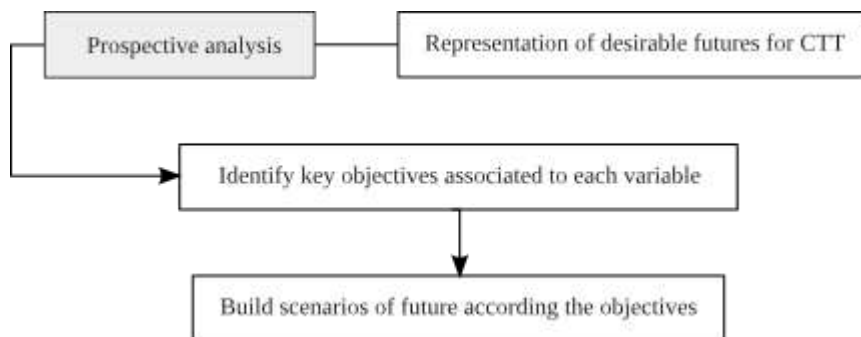 Prospective analysis
Representation of desirable futures for CTT
Identify key objectives associated to each variable
Build scenarios of future according the objectives